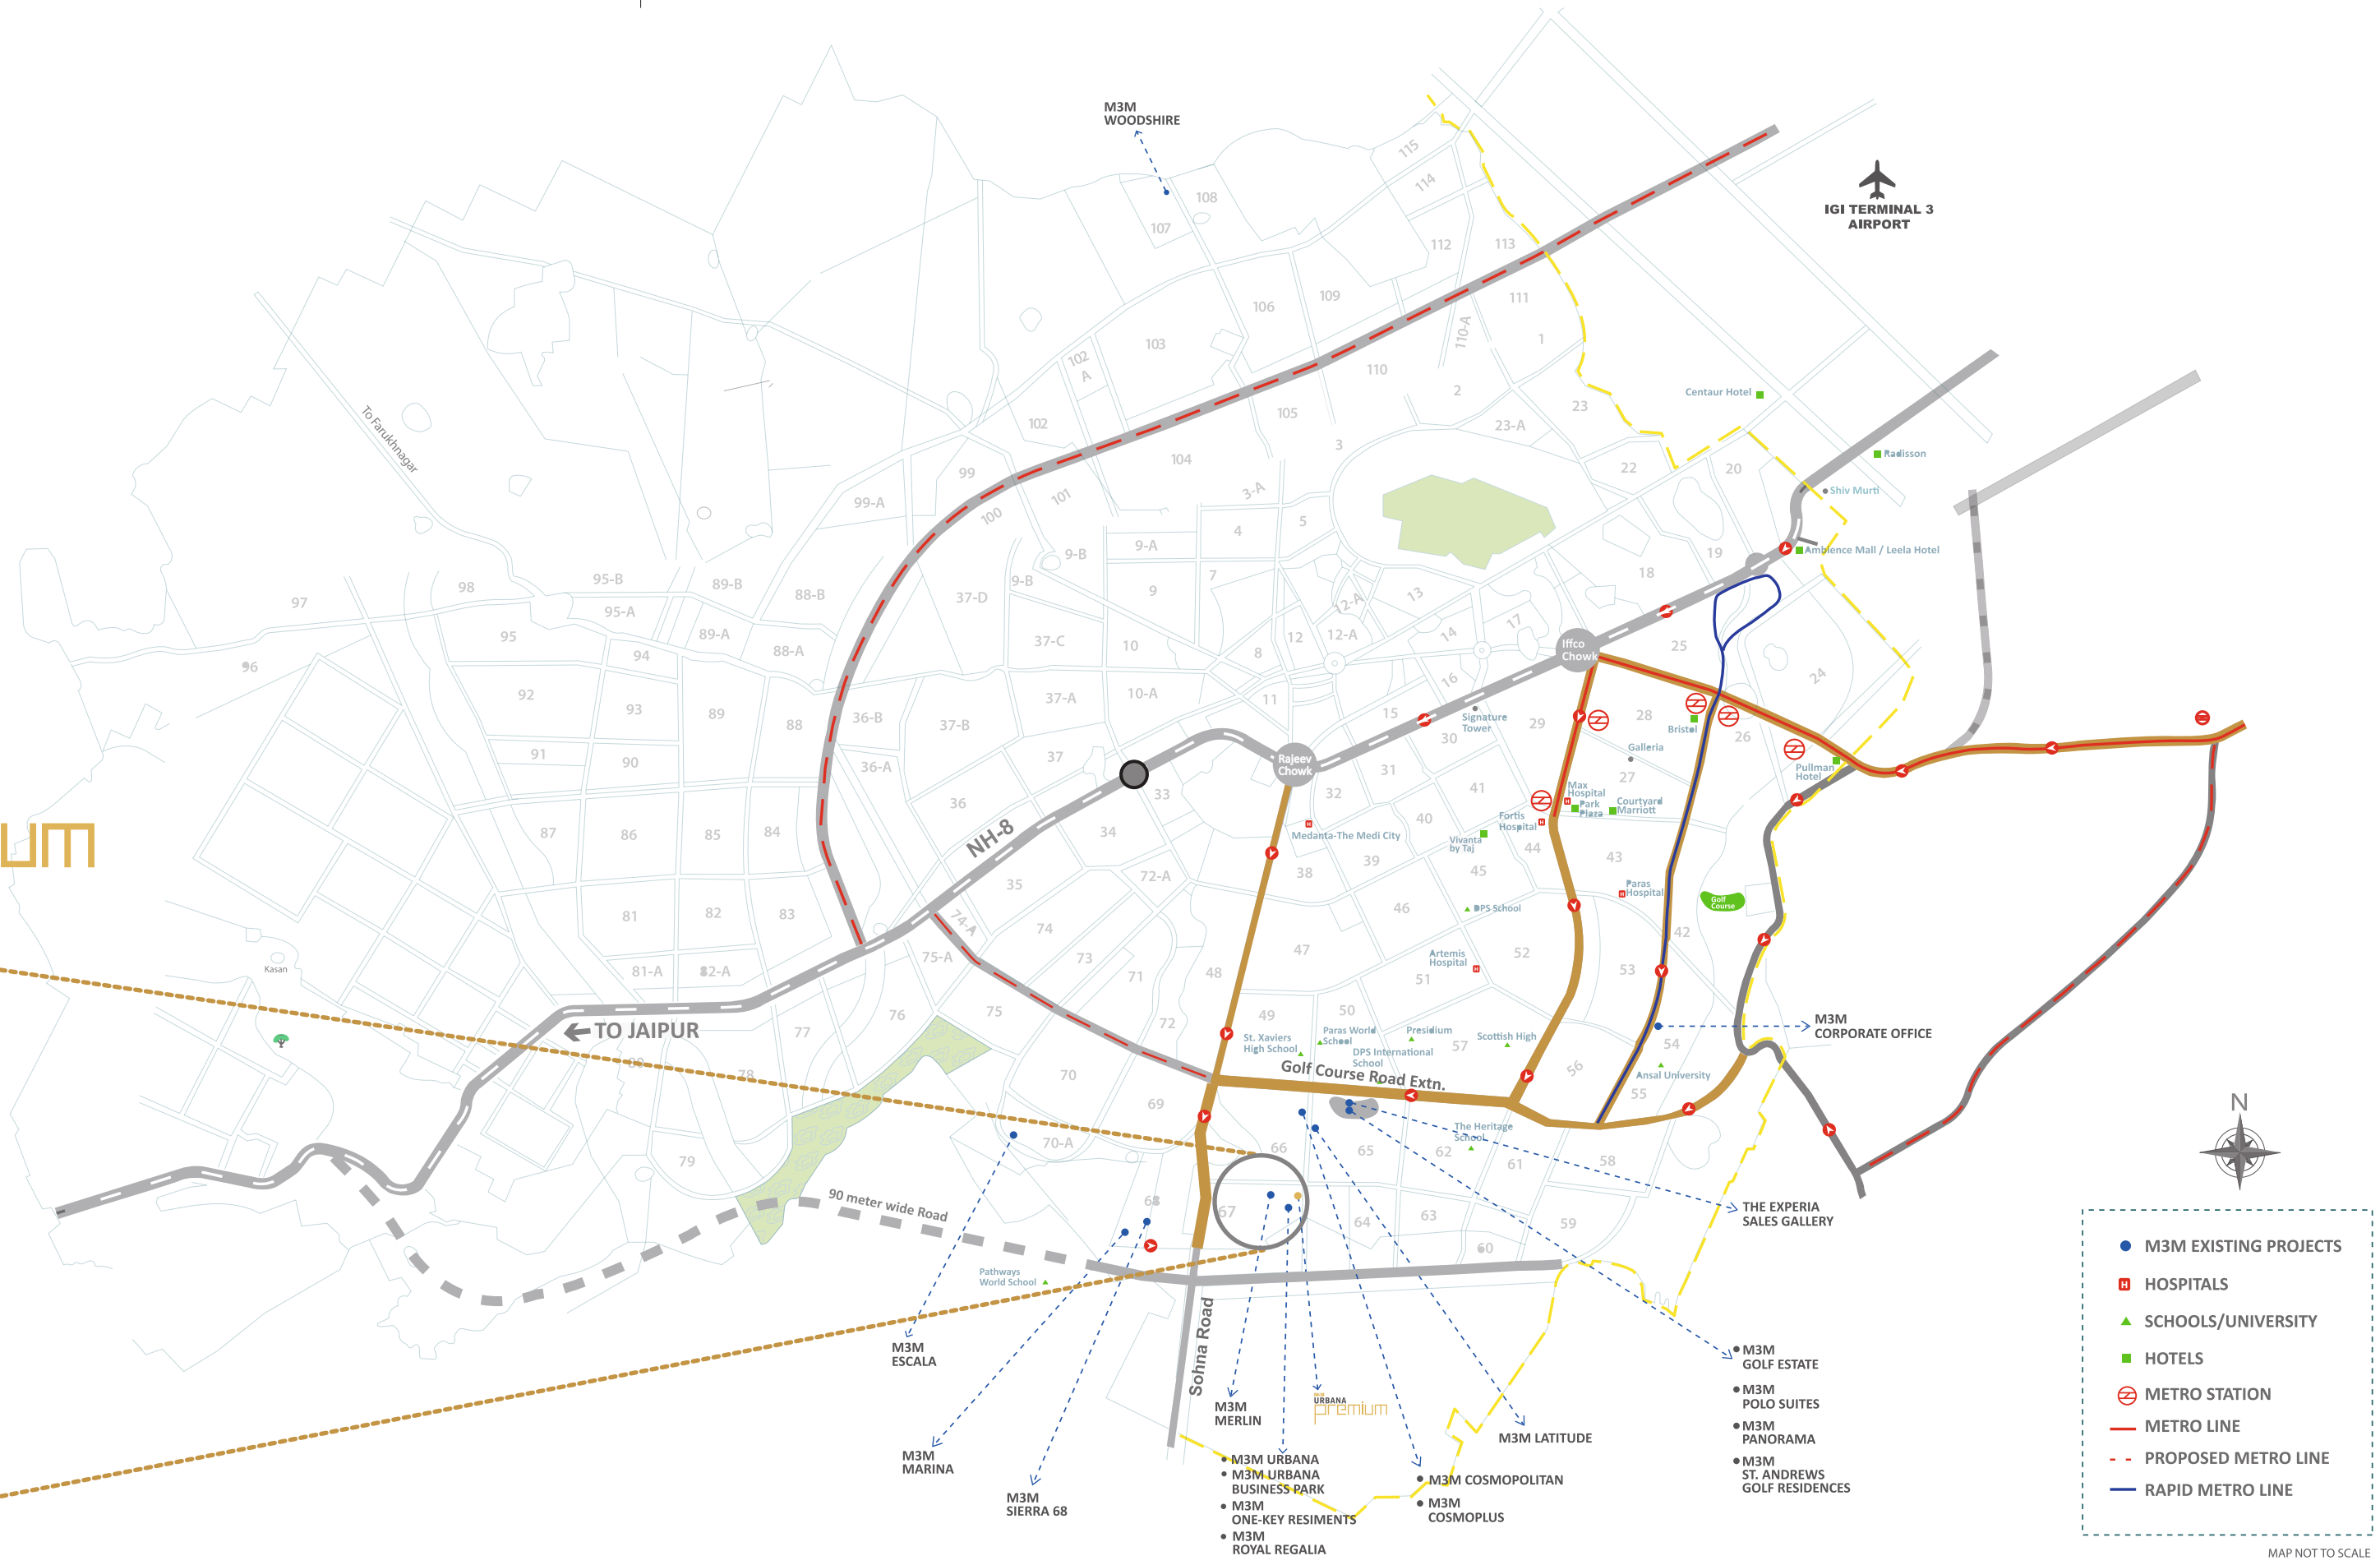 M3M
WOODSHIRE
IGI TERMINAL 3
AIRPORT
115
114
108
107
112
113
111
106
109
110-A
1
103
102
A
110
2
105
23
23-A
Centaur Hotel
102
3
To Farukhnagar
104
99
22
20
Radisson
99-A
101
3-A
100
5
Shiv Murti
4
9-A
9-B
19
Ambience Mall / Leela Hotel
18
7
9-B
95-B
89-B
98
88-B
9
37-D
97
95-A
12-A
13
17
95
89-A
12
12-A
14
37-C
10
25
Iffco
Chowk
94
88-A
8
96
24
16
92
10-A
37-A
11
93
89
88
36-B
37-B
15
29
28
Signature
Tower
30
Bristol
26
Galleria
91
90
37
36-A
Rajeev
Chowk
31
27
Pullman
Hotel
41
33
32
36
Max
Hospital
Park
Plaza
Courtyard
Marriott
Fortis
Hospital
40
um
87
86
85
84
34
NH-8
Medanta-The Medi City
Vivanta
by Taj
44
43
39
35
72-A
38
45
Paras
Hospital
Golf
Course
81
82
83
74-A
74
46
DPS School
42
73
75-A
47
52
Artemis
Hospital
Kasan
81-A
82-A
71
48
51
53
75
76
50
49
TO JAIPUR
77
72
St. Xaviers
High School
Paras World
School
Presidium
DPS International
School
57
Scottish High
M3M
CORPORATE OFFICE
54
80
78
70
Golf Course Road Extn.
56
Ansal University
55
69
N
70-A
66
65
The Heritage
School
62
61
58
79
68
67
64
63
59
60
90 meter wide Road
THE EXPERIA
SALES GALLERY
Pathways
World School
Sohna Road
M3M
ESCALA
M3M
MERLIN
URBANA
premium
M3M LATITUDE
M3M
GOLF ESTATE
M3M
POLO SUITES
M3M
PANORAMA
M3M
ST. ANDREWS
GOLF RESIDENCES
M3M
MARINA
M3M
SIERRA 68
M3M URBANA
M3M URBANA
BUSINESS PARK
M3M
ONE-KEY RESIMENTS
M3M
ROYAL REGALIA
M3M COSMOPOLITAN
M3M
COSMOPLUS
M3M EXISTING PROJECTS
H HOSPITALS
SCHOOLS/UNIVERSITY
HOTELS
METRO STATION
METRO LINE
PROPOSED METRO LINE
RAPID METRO LINE
MAP NOT TO SCALE